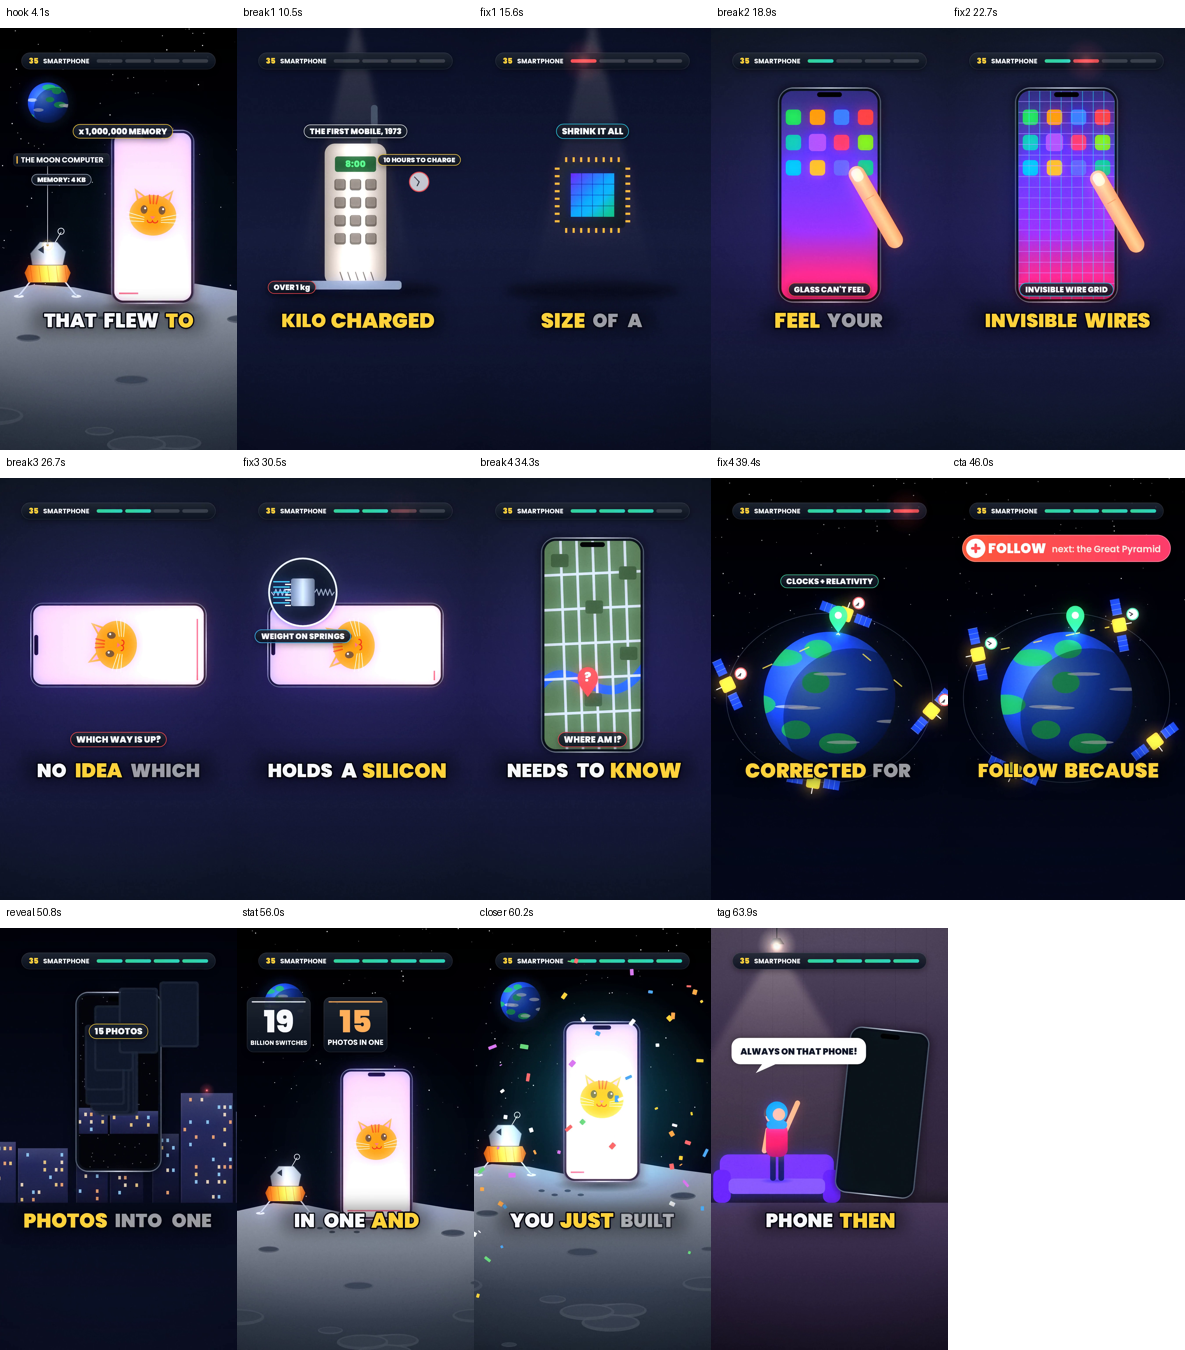 hook 4.1s
35 SMARTPHONE
x 1,000,000 MEMORY
THE MOON COMPUTER
MEMORY: 4 KB
THAT FLEW TO
break1 10.5s
35 SMARTPHONE
THE FIRST MOBILE, 1973
8:00
10 HOURS TO CHARGE
OVER 1 kg
KILO CHARGED
fix1 15.6s
35 SMARTPHONE
SHRINK IT ALL
SIZE OF A
break2 18.9s
35 SMARTPHONE
GLASS CAN'T FEEL
FEEL YOUR
fix2 22.7s
35 SMARTPHONE
INVISIBLE WIRE GRID
INVISIBLE WIRES
break3 26.7s
35 SMARTPHONE
WHICH WAY IS UP?
NO IDEA WHICH
fix3 30.5s
35 SMARTPHONE
WEIGHT ON SPRINGS
HOLDS A SILICON
break4 34.3s
35 SMARTPHONE
?
WHERE AM I?
NEEDS TO KNOW
fix4 39.4s
35 SMARTPHONE
CLOCKS + RELATIVITY
CORRECTED FOR
cta 46.0s
35 SMARTPHONE
FOLLOW next: the Great Pyramid
FOLLOW BECAUSE
reveal 50.8s
35 SMARTPHONE
15 PHOTOS
PHOTOS INTO ONE
stat 56.0s
35 SMARTPHONE
19
BILLION SWITCHES
15
PHOTOS IN ONE
IN ONE AND
closer 60.2s
35 SMARTPHONE
YOU JUST BUILT
tag 63.9s
35 SMARTPHONE
ALWAYS ON THAT PHONE!
PHONE THEN